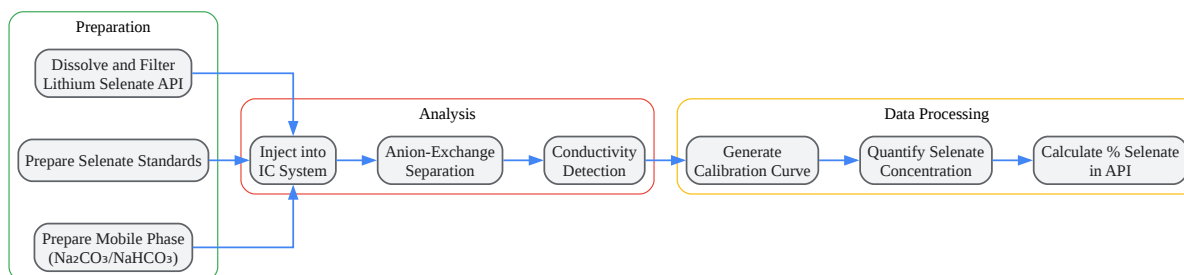 Preparation
Dissolve and Filter
Lithium Selenate API
Prepare Selenate Standards
Prepare Mobile Phase
(Na₂CO₃/NaHCO₃)
Analysis
Inject into
IC System
Anion-Exchange
Separation
Conductivity
Detection
Data Processing
Generate
Calibration Curve
Quantify Selenate
Concentration
Calculate % Selenate
in API